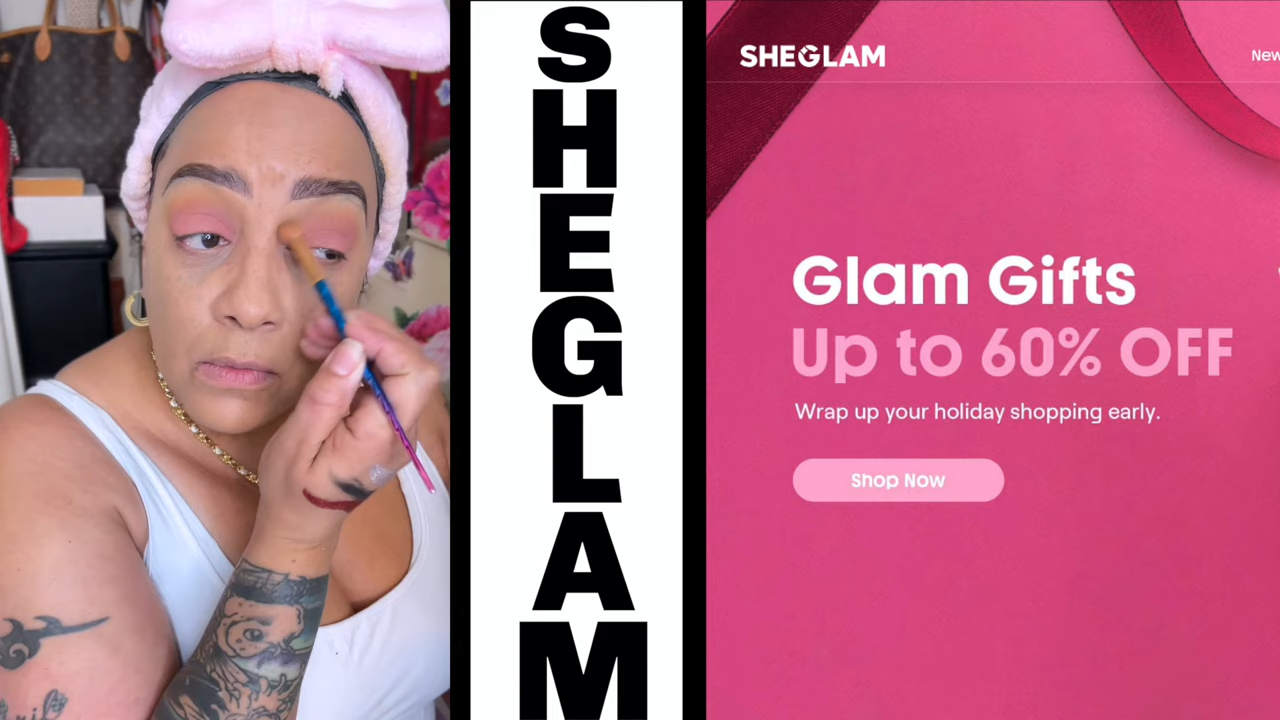 SHEGLAM
SHEGLAM
New
Glam Gifts
Up to 60% OFF
Wrap up your holiday shopping early.
Shop Now